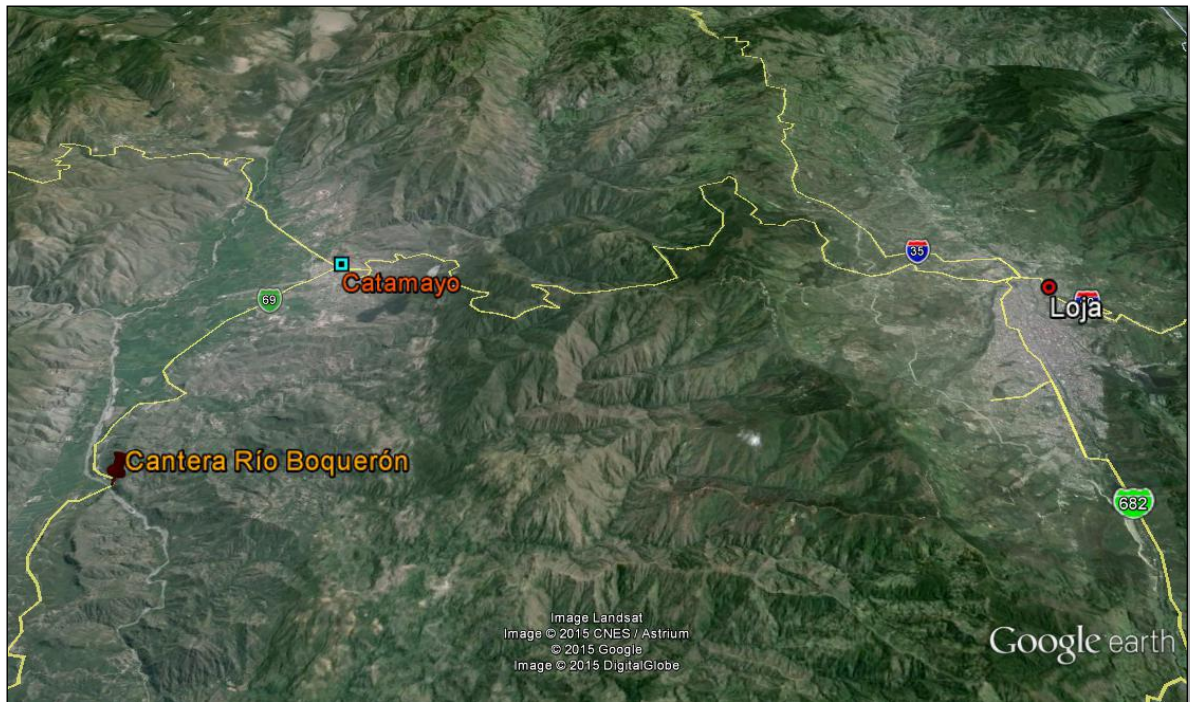 35
Catamayo
69
Loja
Cantera Río Boquerón
682
Image Landsat
Image © 2015 CNES / Astrium
© 2015 Google
Image © 2015 DigitalGlobe
Google earth